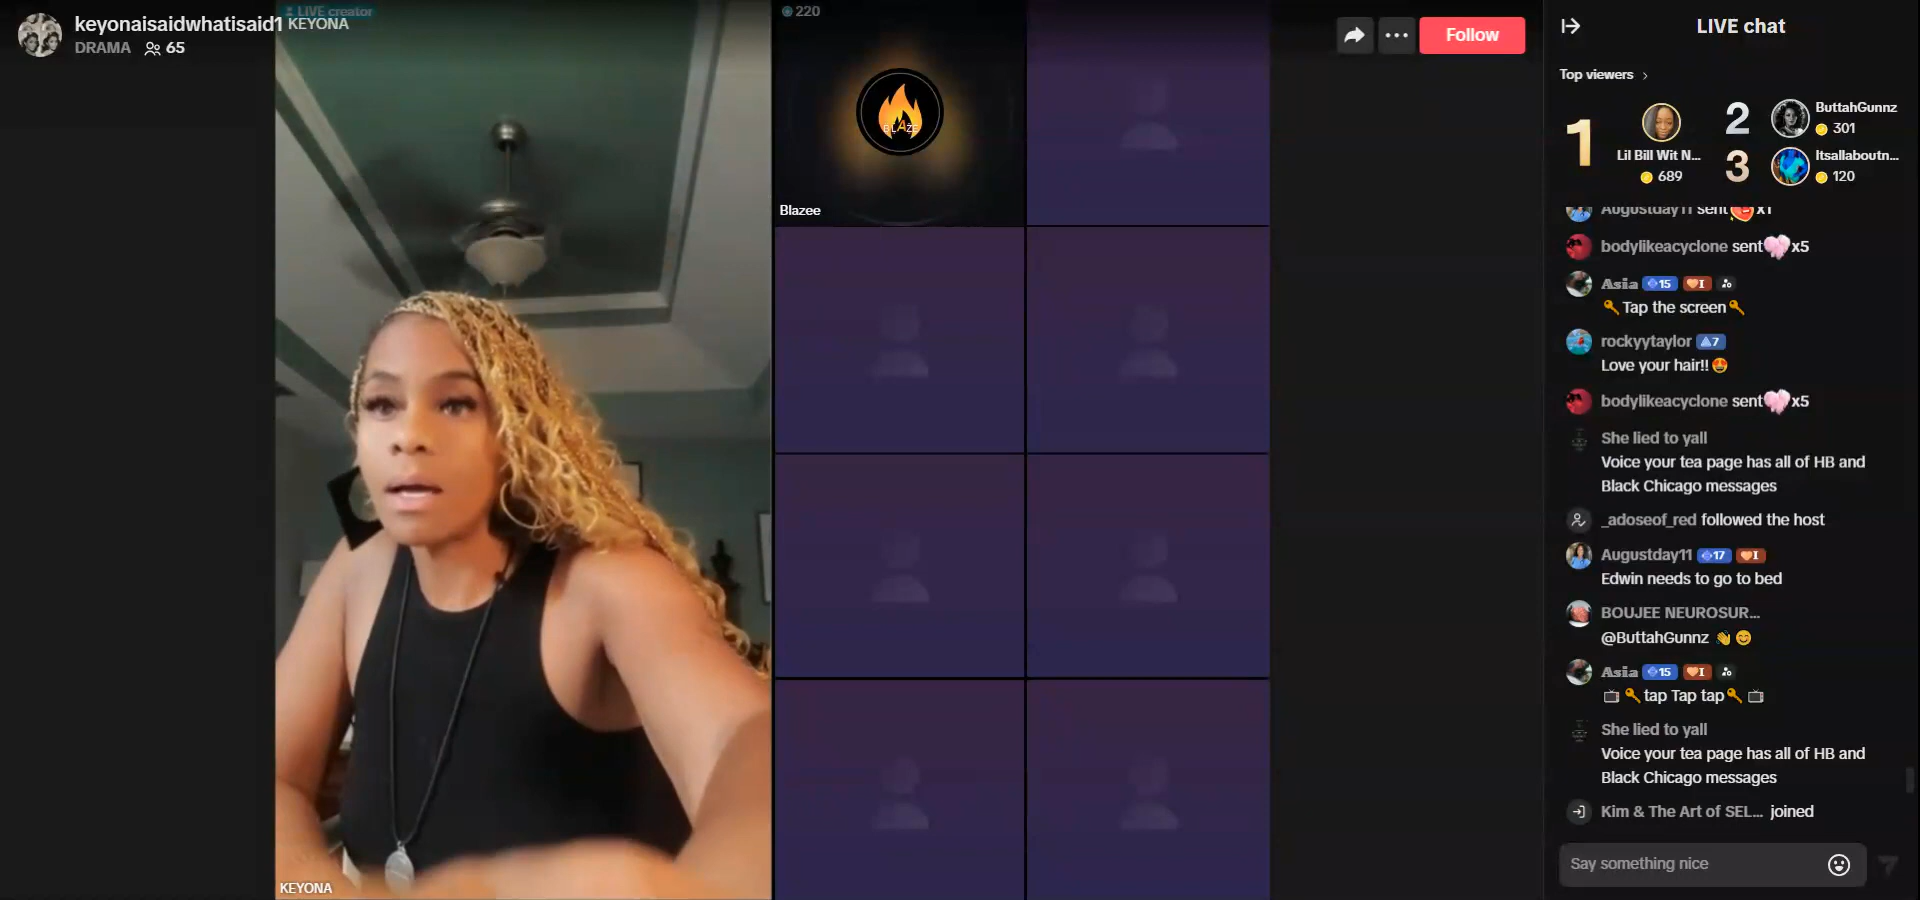 keyonaisaidwhatisaid1
DRAMA 65
LIVE creator
KEYONA
220
BLAZE
Blazee
KEYONA
Follow
LIVE chat
Top viewers
1
Lil Bill Wit N...
689
2
ButtahGunnz
301
3
Itsallaboutn...
120
Augustday11 sent x1
bodylikeacyclone sent x5
Asia 15 I
Tap the screen
rockyytaylor 7
Love your hair!!
bodylikeacyclone sent x5
She lied to yall
Voice your tea page has all of HB and
Black Chicago messages
_adoseof_red followed the host
Augustday11 17 I
Edwin needs to go to bed
BOUJEE NEUROSUR...
@ButtahGunnz 👋 😊
Asia 15 I
tap Tap tap
She lied to yall
Voice your tea page has all of HB and
Black Chicago messages
Kim & The Art of SEL... joined
Say something nice